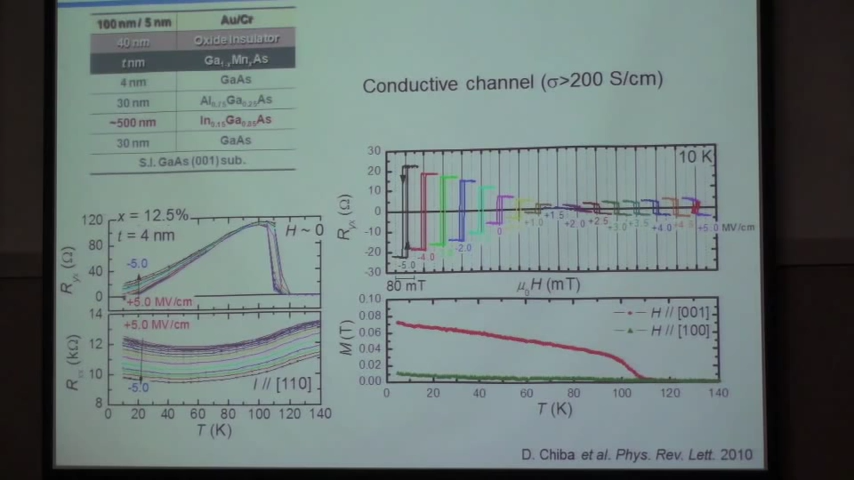 100 nm / 5 nm Au/Cr
40 nm Oxide Insulator
t nm Ga1-xMnxAs
4 nm GaAs
30 nm Al0.75Ga0.25As
~500 nm In0.15Ga0.85As
30 nm GaAs
S.I. GaAs (001) sub.
Conductive channel (σ>200 S/cm)
30
20
10
0
-10
-20
-30
Ryx (Ω)
10 K
-5.0
-4.0
-2.0
-1.0
+1.0
+1.5
+2.0
+2.5
+3.0
+3.5
+4.0
+5.0 MV/cm
80 mT
μ0H (mT)
120
80
40
0
Ryx (Ω)
x = 12.5%
t = 4 nm
H ~ 0
-5.0
+5.0 MV/cm
14
12
10
8
Rxx (kΩ)
+5.0 MV/cm
-5.0
I // [110]
0 20 40 60 80 100 120 140
T (K)
0.10
0.08
0.06
0.04
0.02
0.00
M (T)
H // [001]
H // [100]
0 20 40 60 80 100 120 140
T (K)
D. Chiba et al. Phys. Rev. Lett. 2010